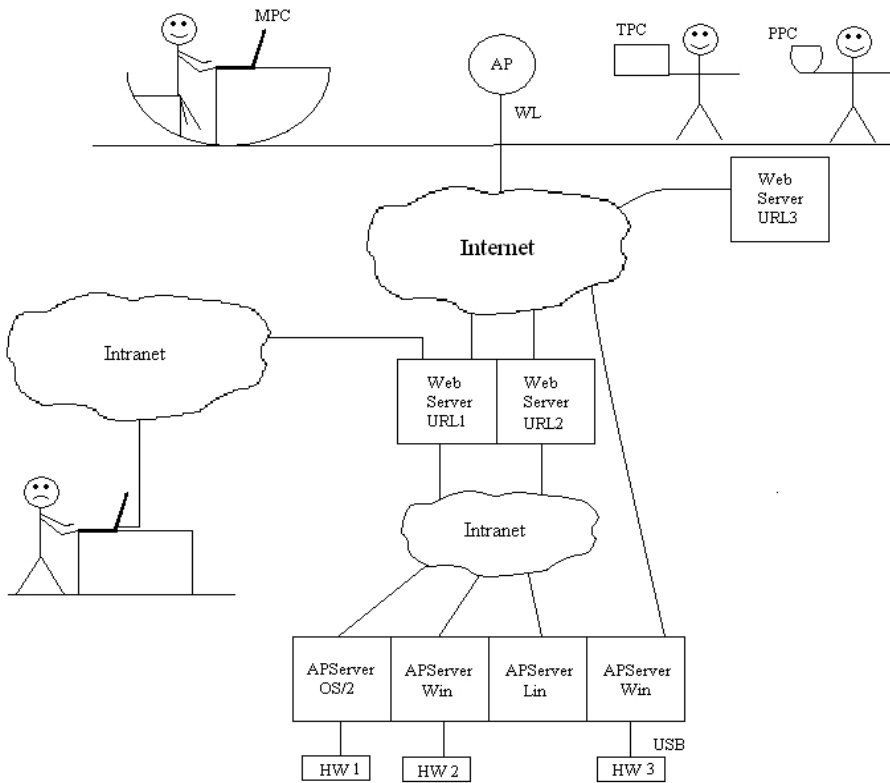 MPC
TPC
PPC
AP
WL
Web
Server
URL3
Internet
Intranet
Web
Server
URL1
Web
Server
URL2
Intranet
APServer
OS/2
APServer
Win
APServer
Lin
APServer
Win
USB
HW 1
HW 2
HW 3